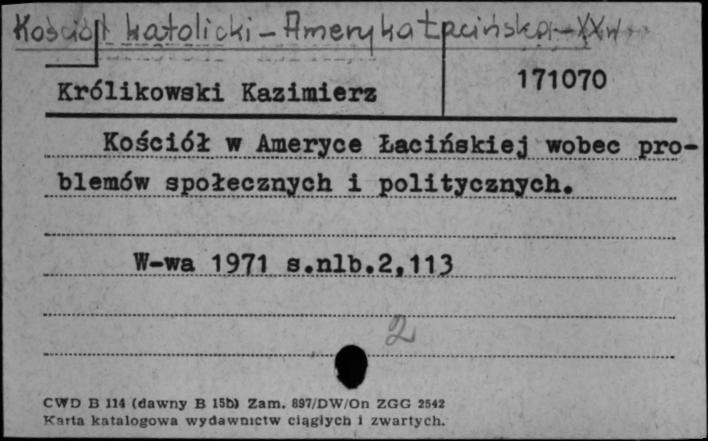 Kościół katolicki - Ameryka Łacińska - XX w
Królikowski Kazimierz
171070
Kościół w Ameryce Łacińskiej wobec pro-
blemów społecznych i politycznych.
W-wa 1971 s.nlb.2,113
2
CWD B 114 (dawny B 15b) Zam. 897/DW/On ZGG 2542
Karta katalogowa wydawnictw ciągłych i zwartych.